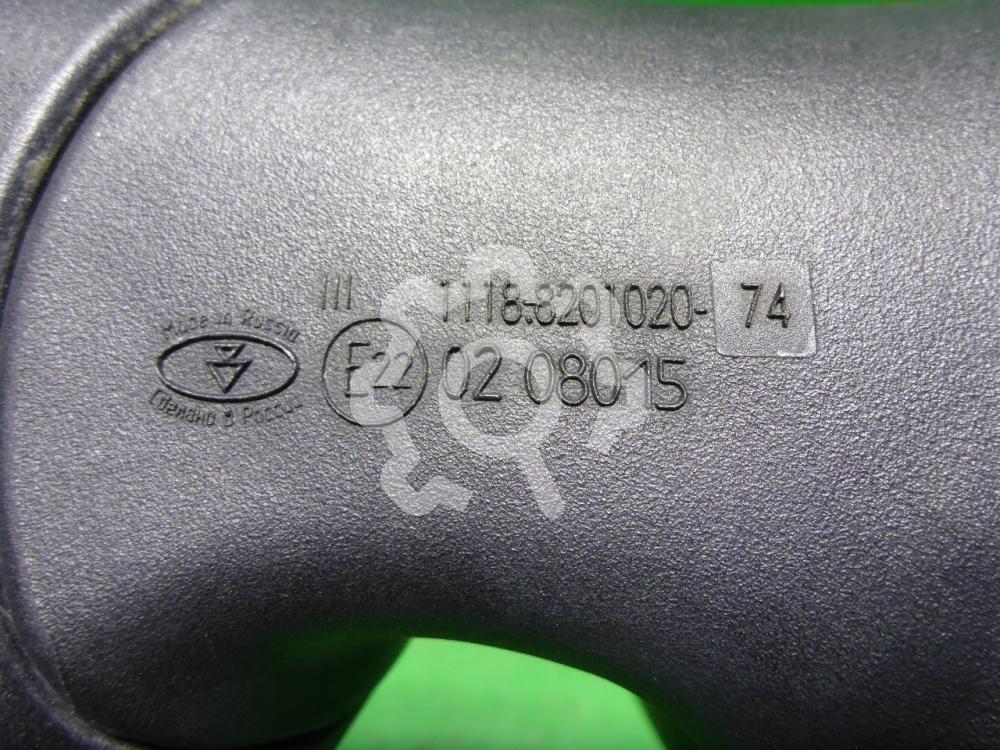 III 1118-8201020-74
Made in Russia
E22 02 08015
Сделано в России